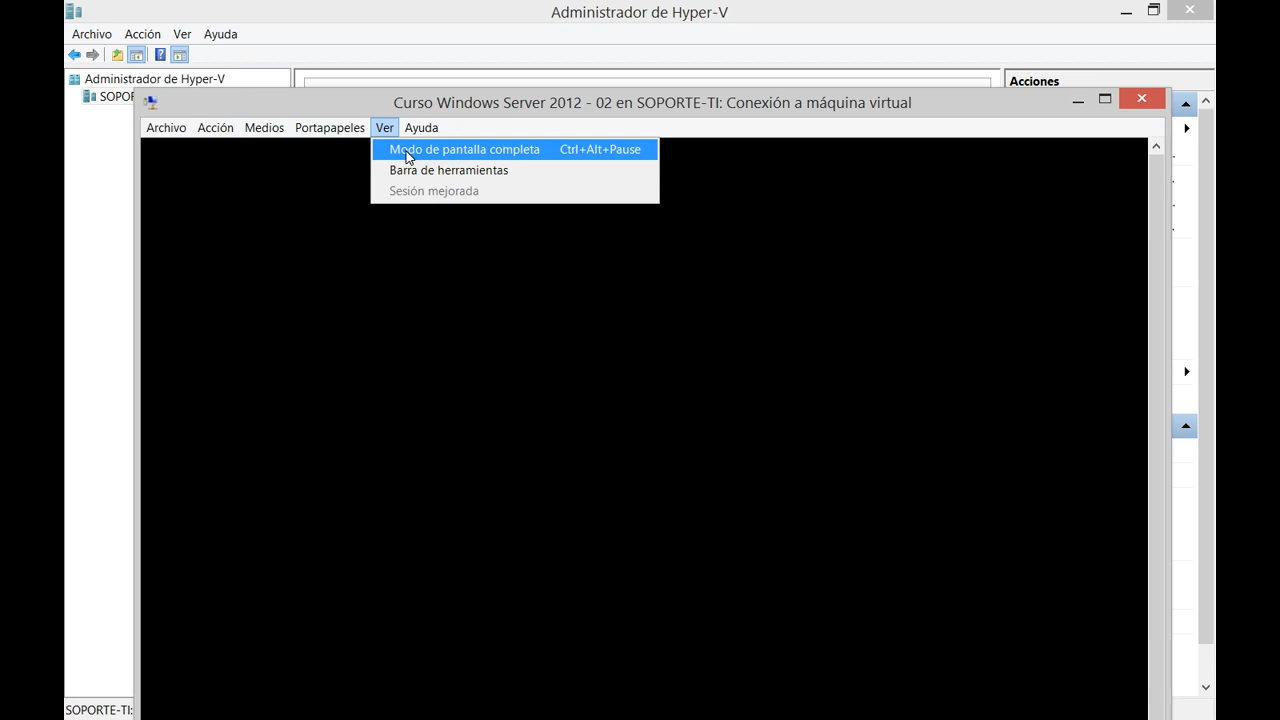 Administrador de Hyper-V
Archivo Acción Ver Ayuda
Administrador de Hyper-V
SOPOR
Acciones
Curso Windows Server 2012 - 02 en SOPORTE-TI: Conexión a máquina virtual
Archivo Acción Medios Portapapeles Ver Ayuda
Modo de pantalla completa Ctrl+Alt+Pause
Barra de herramientas
Sesión mejorada
SOPORTE-TI: